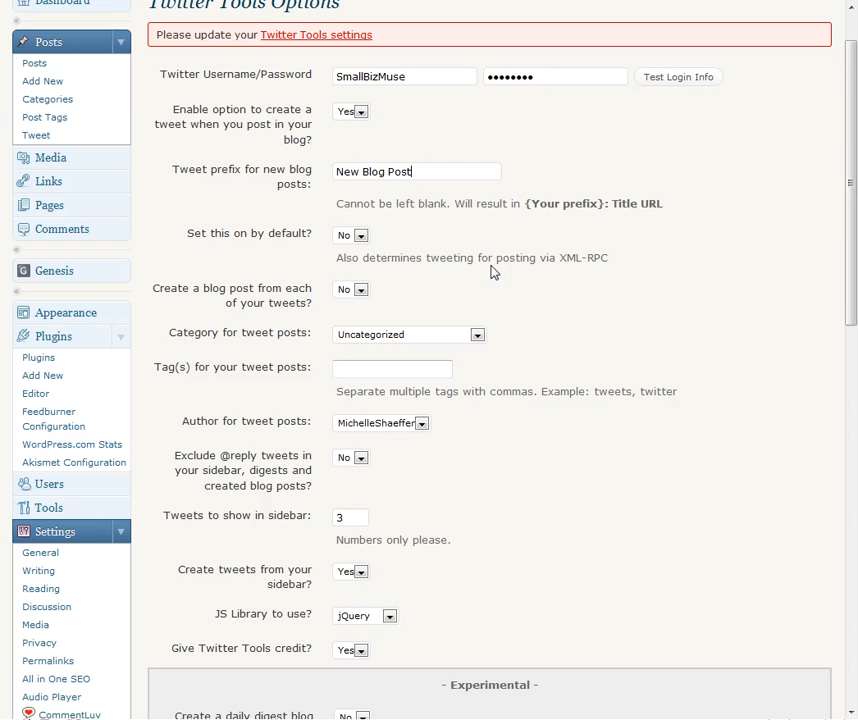 Dashboard
Posts
Posts
Add New
Categories
Post Tags
Tweet
Media
Links
Pages
Comments
G Genesis
Appearance
Plugins
Plugins
Add New
Editor
Feedburner
Configuration
WordPress.com Stats
Akismet Configuration
Users
Tools
Settings
General
Writing
Reading
Discussion
Media
Privacy
Permalinks
All in One SEO
Audio Player
CommentLuv
Twitter Tools Options
Please update your Twitter Tools settings
Twitter Username/Password SmallBizMuse •••••••• Test Login Info
Enable option to create a
tweet when you post in your
blog?
Yes
Tweet prefix for new blog
posts:
New Blog Post
Cannot be left blank. Will result in {Your prefix}: Title URL
Set this on by default? No
Also determines tweeting for posting via XML-RPC
Create a blog post from each
of your tweets?
No
Category for tweet posts: Uncategorized
Tag(s) for your tweet posts:
Separate multiple tags with commas. Example: tweets, twitter
Author for tweet posts: MichelleShaeffer
Exclude @reply tweets in
your sidebar, digests and
created blog posts?
No
Tweets to show in sidebar: 3
Numbers only please.
Create tweets from your
sidebar?
Yes
JS Library to use? jQuery
Give Twitter Tools credit? Yes
- Experimental -
Create a daily digest blog No